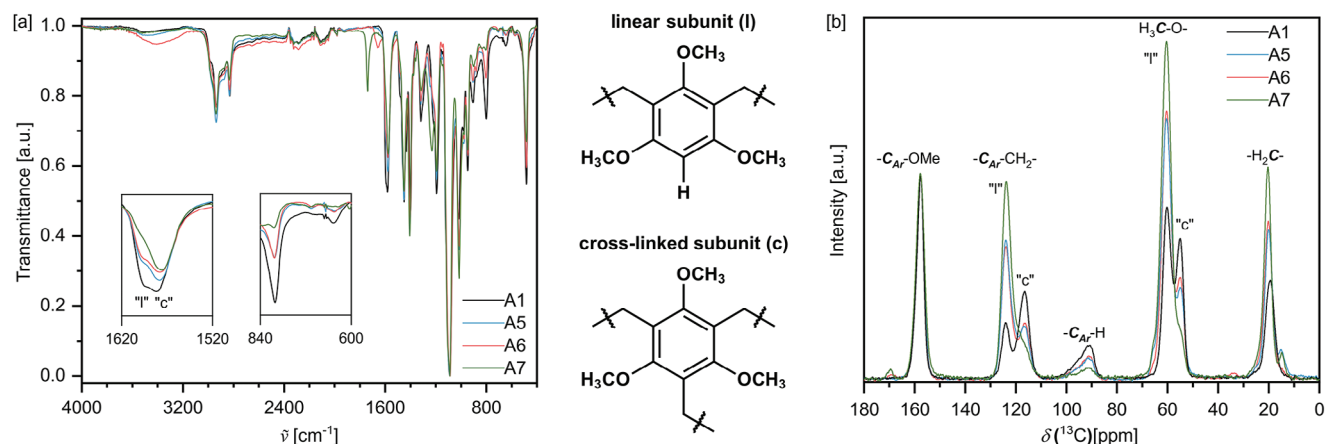 [a]
Transmittance [a.u.]
1.0
0.8
0.6
0.4
0.2
0.0
"l" "c"
1620 1520
840 600
A1
A5
A6
A7
4000 3200 2400 1600 800
ṽ [cm⁻¹]
linear subunit (l)
OCH₃
H₃CO OCH₃
H
cross-linked subunit (c)
OCH₃
H₃CO OCH₃
[b]
Intensity [a.u.]
H₃C-O-
"l"
-C_Ar-OMe
-C_Ar-CH₂-
"l"
"c"
-C_Ar-H
"c"
-H₂C-
A1
A5
A6
A7
180 160 140 120 100 80 60 40 20 0
δ (¹³C)[ppm]